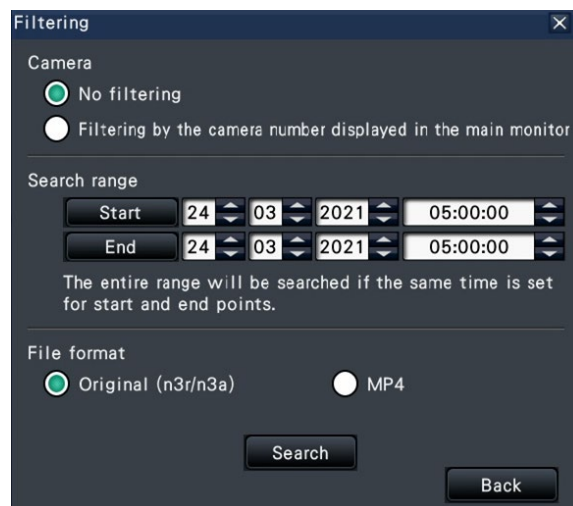 Filtering
Camera
No filtering
Filtering by the camera number displayed in the main monitor
Search range
Start 24 03 2021 05:00:00
End 24 03 2021 05:00:00
The entire range will be searched if the same time is set
for start and end points.
File format
Original (n3r/n3a) MP4
Search
Back